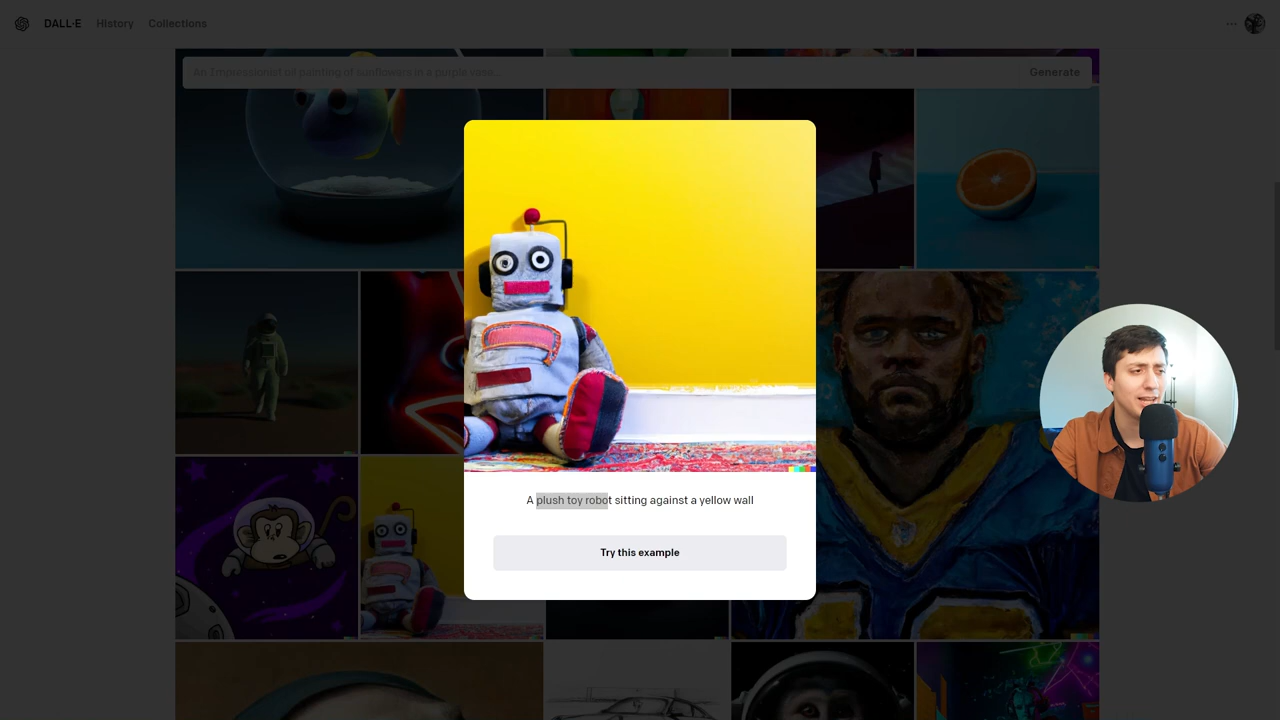 DALL·E History Collections
An Impressionist oil painting of sunflowers in a purple vase…
Generate
A plush toy robot sitting against a yellow wall
Try this example